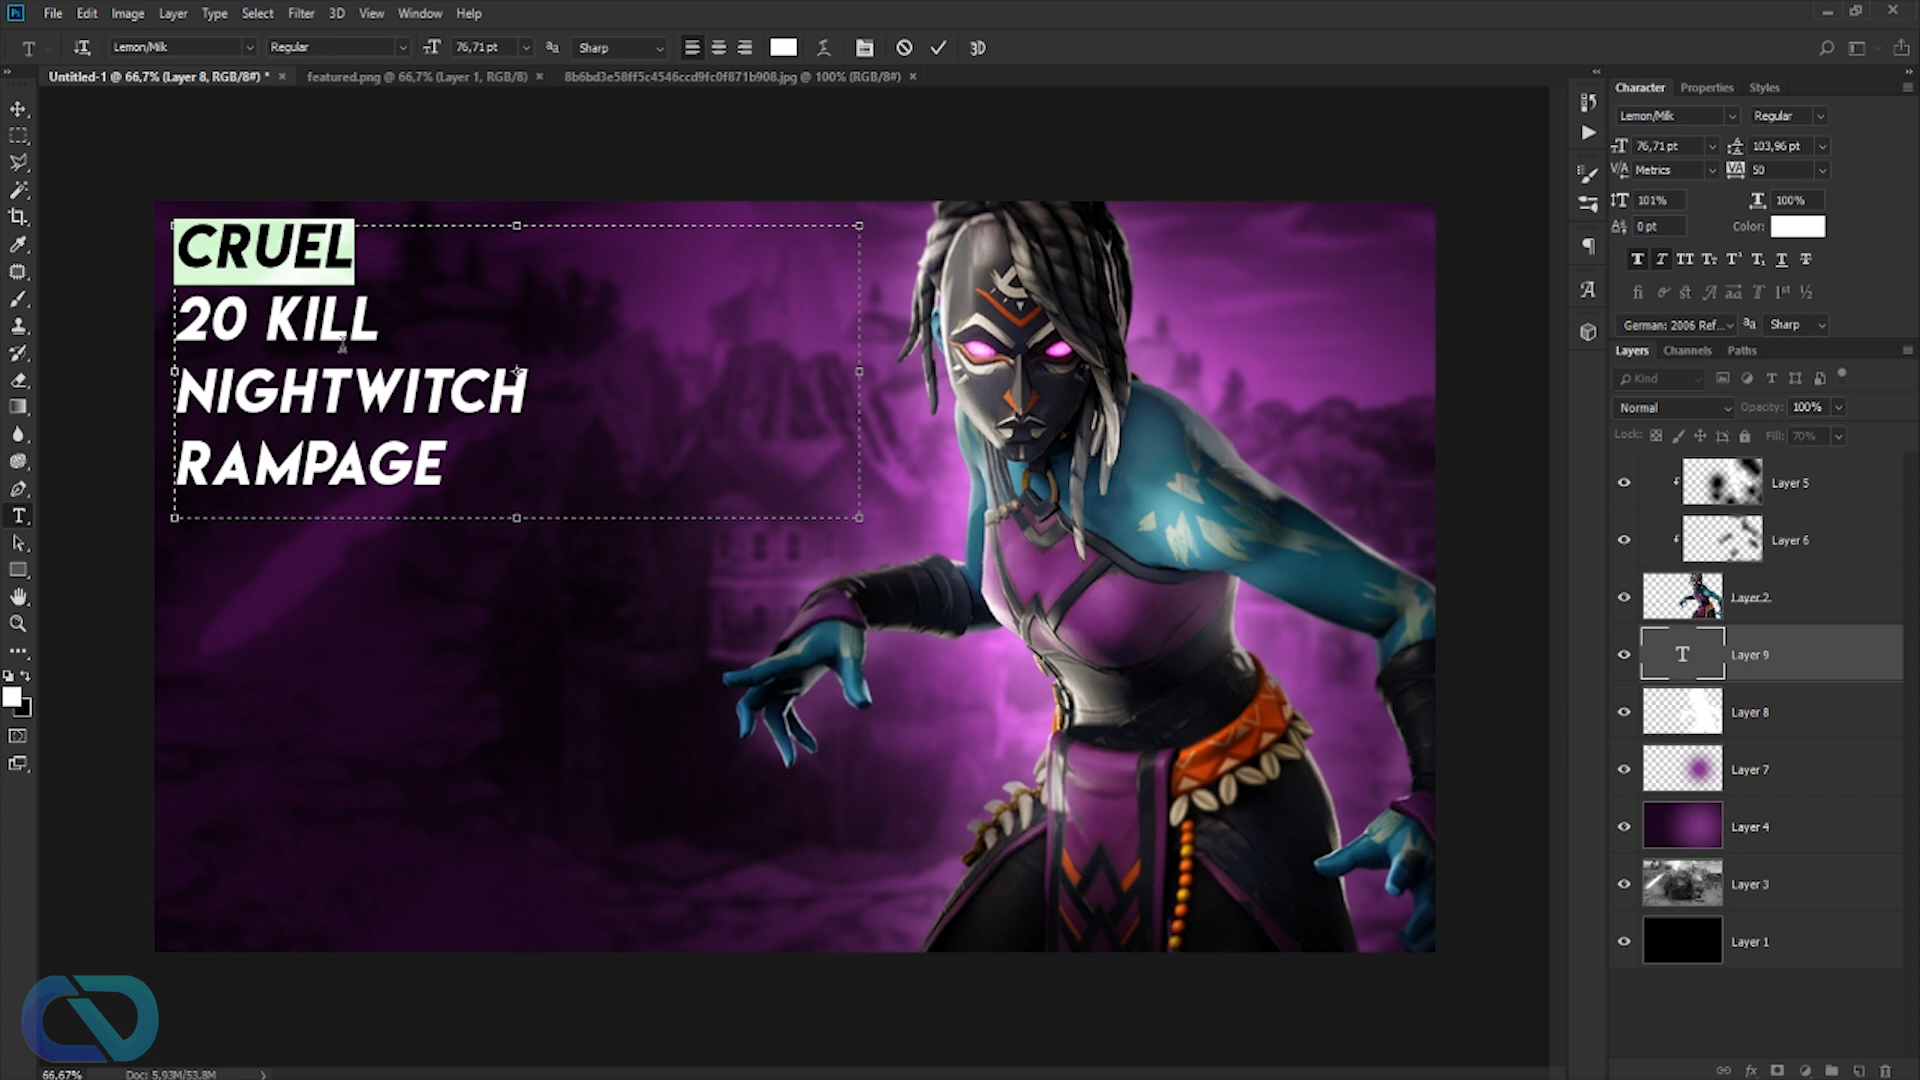 Ps File Edit Image Layer Type Select Filter 3D View Window Help
T Lemon/Milk Regular 76,71 pt aa Sharp 3D
Untitled-1 @ 66,7% (Layer 8, RGB/8#) * × featured.png @ 66,7% (Layer 1, RGB/8) × 8b6bd3e58ff5c4546ccd9fc0f871b908.jpg @ 100% (RGB/8#) ×
Character Properties Styles
Lemon/Milk Regular
76,71 pt 103,96 pt
Metrics 50
101% 100%
0 pt Color:
German: 2006 Ref... aa Sharp
Layers Channels Paths
Kind
Normal Opacity: 100%
Lock: Fill: 70%
Layer 5
Layer 6
Layer 2
Layer 9
Layer 8
Layer 7
Layer 4
Layer 3
Layer 1
CRUEL
20 KILL
NIGHTWITCH
RAMPAGE
66,67% Doc: 5,93M/53,8M